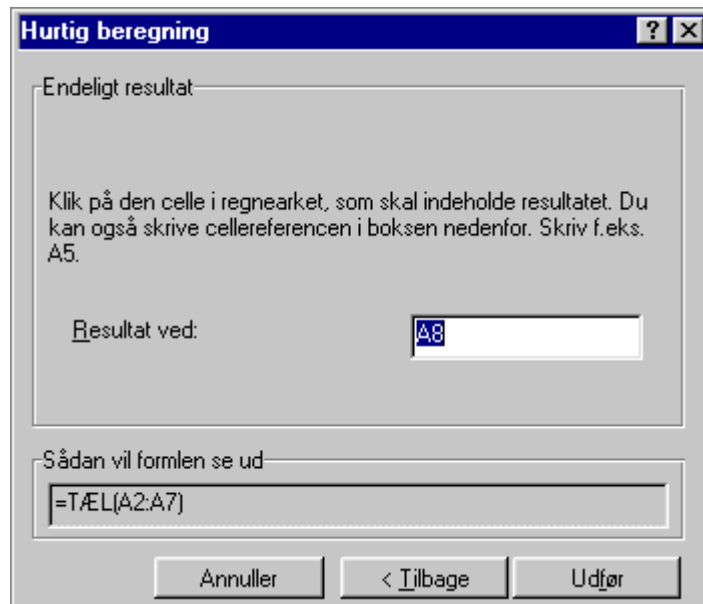 Hurtig beregning
Endeligt resultat
Klik på den celle i regnearket, som skal indeholde resultatet. Du
kan også skrive cellereferencen i boksen nedenfor. Skriv f.eks.
A5.
Resultat ved: A8
Sådan vil formlen se ud
=TÆL(A2:A7)
Annuller < Tilbage Udfør